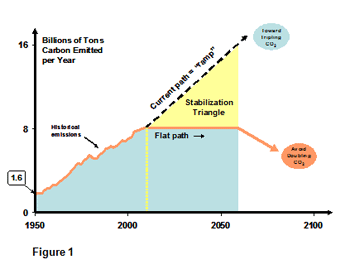 Billions of Tons
Carbon Emitted
per Year
16
Toward
Tripling
CO2
Current path = "ramp"
Stabilization
Triangle
Historical
emissions
8
Flat path →
Avoid
Doubling
CO2
1.6
0
1950
2000
2050
2100
Figure 1